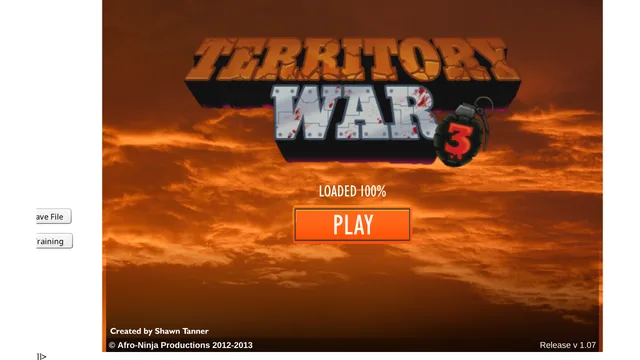 TERRITORY
WAR
3
LOADED 100%
PLAY
ave File
raining
Created by Shawn Tanner
© Afro-Ninja Productions 2012-2013
Release v 1.07
ll>